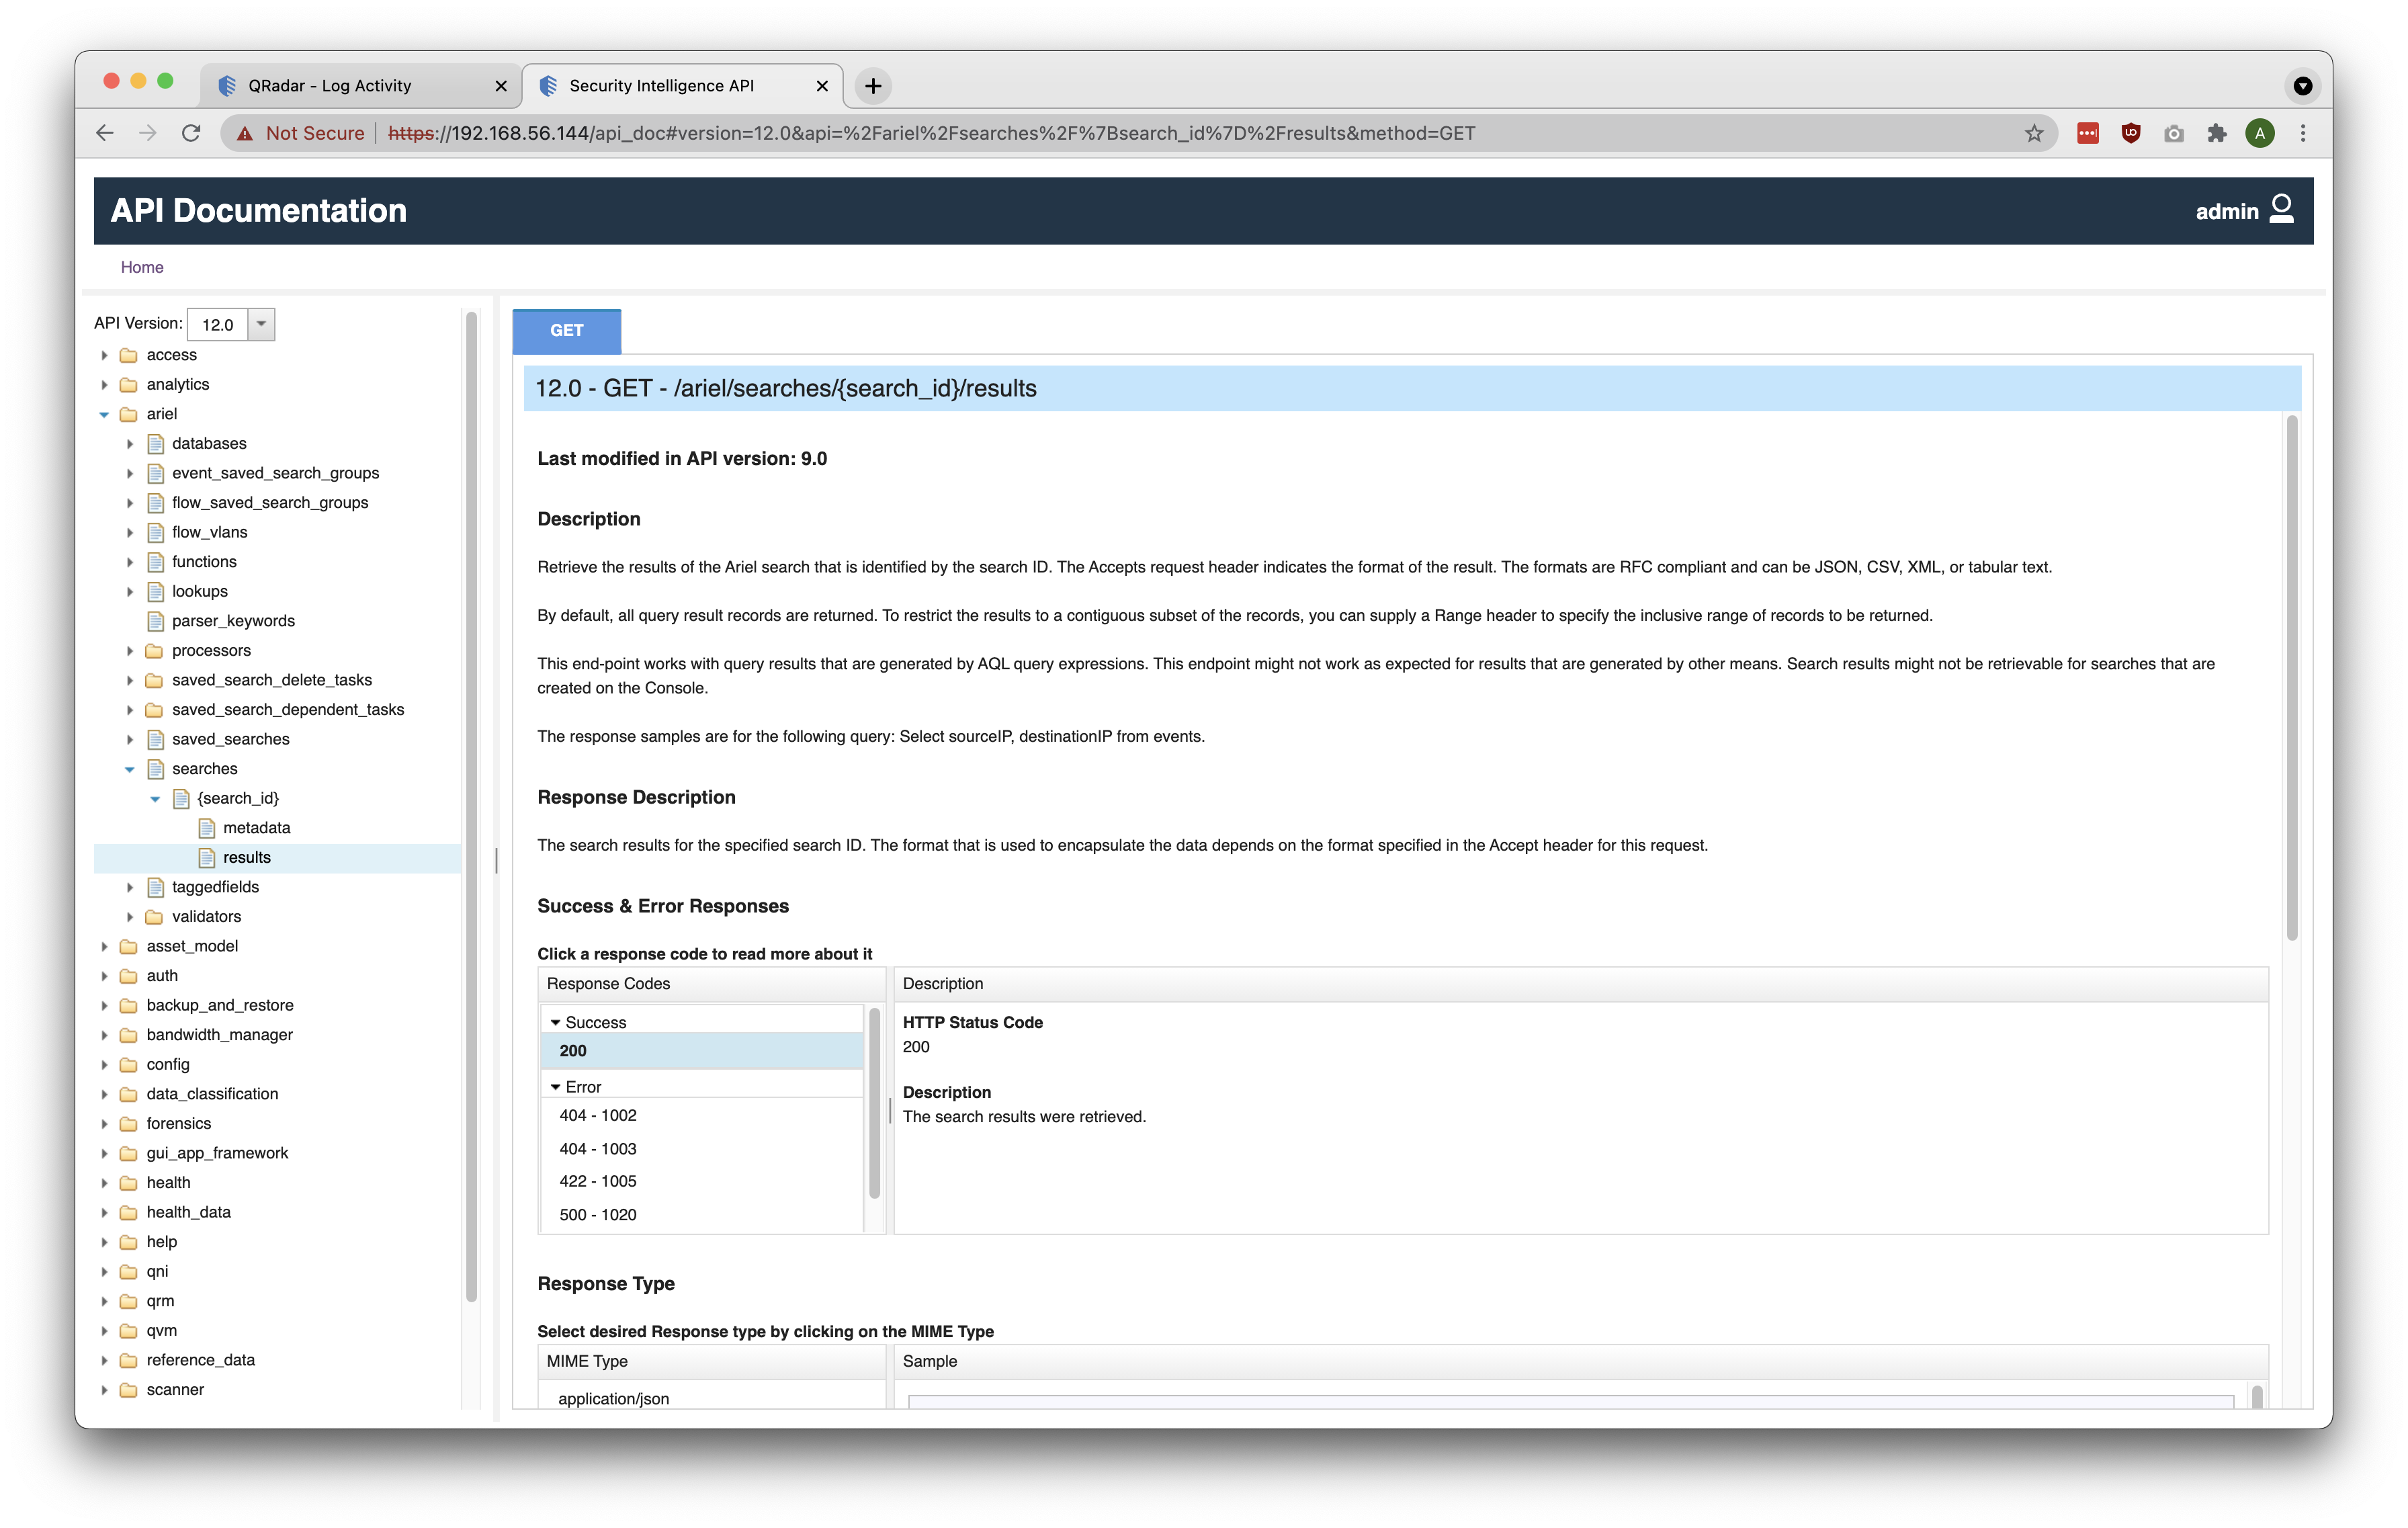 QRadar - Log Activity
Security Intelligence API
Not Secure
https://192.168.56.144/api_doc#version=12.0&api=%2Fariel%2Fsearches%2F%7Bsearch_id%7D%2Fresults&method=GET
A
API Documentation
admin
Home
API Version: 12.0
access
analytics
ariel
databases
event_saved_search_groups
flow_saved_search_groups
flow_vlans
functions
lookups
parser_keywords
processors
saved_search_delete_tasks
saved_search_dependent_tasks
saved_searches
searches
{search_id}
metadata
results
taggedfields
validators
asset_model
auth
backup_and_restore
bandwidth_manager
config
data_classification
forensics
gui_app_framework
health
health_data
help
qni
qrm
qvm
reference_data
scanner
GET
12.0 - GET - /ariel/searches/{search_id}/results
Last modified in API version: 9.0
Description
Retrieve the results of the Ariel search that is identified by the search ID. The Accepts request header indicates the format of the result. The formats are RFC compliant and can be JSON, CSV, XML, or tabular text.
By default, all query result records are returned. To restrict the results to a contiguous subset of the records, you can supply a Range header to specify the inclusive range of records to be returned.
This end-point works with query results that are generated by AQL query expressions. This endpoint might not work as expected for results that are generated by other means. Search results might not be retrievable for searches that are
created on the Console.
The response samples are for the following query: Select sourceIP, destinationIP from events.
Response Description
The search results for the specified search ID. The format that is used to encapsulate the data depends on the format specified in the Accept header for this request.
Success & Error Responses
Click a response code to read more about it
Response Codes
Success
200
Error
404 - 1002
404 - 1003
422 - 1005
500 - 1020
Description
HTTP Status Code
200
Description
The search results were retrieved.
Response Type
Select desired Response type by clicking on the MIME Type
MIME Type
Sample
application/json